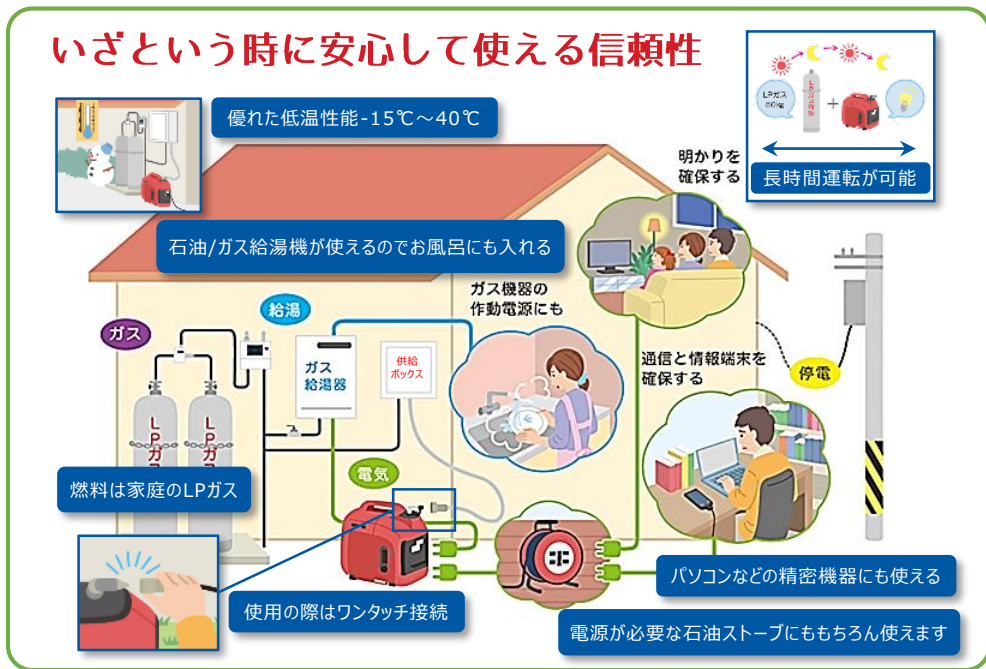 いざという時に安心して使える信頼性
優れた低温性能-15℃～40℃
LPガス
50kg
LPガス容器
+
長時間運転が可能
明かりを
確保する
石油/ガス給湯機が使えるのでお風呂にも入れる
ガス機器の
作動電源にも
ガス
給湯
ガス
給湯器
供給
ボックス
通信と情報端末を
確保する
停電
LPガス
LPガス
電気
燃料は家庭のLPガス
使用の際はワンタッチ接続
パソコンなどの精密機器にも使える
電源が必要な石油ストーブにももちろん使えます